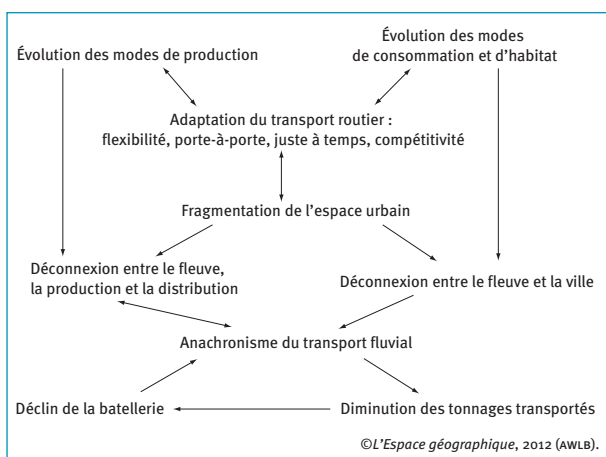 Évolution des modes de production
Évolution des modes
de consommation et d'habitat
Adaptation du transport routier :
flexibilité, porte-à-porte, juste à temps, compétitivité
Fragmentation de l'espace urbain
Déconnexion entre le fleuve,
la production et la distribution
Déconnexion entre le fleuve et la ville
Anachronisme du transport fluvial
Déclin de la batellerie
Diminution des tonnages transportés
©L'Espace géographique, 2012 (AWLB).